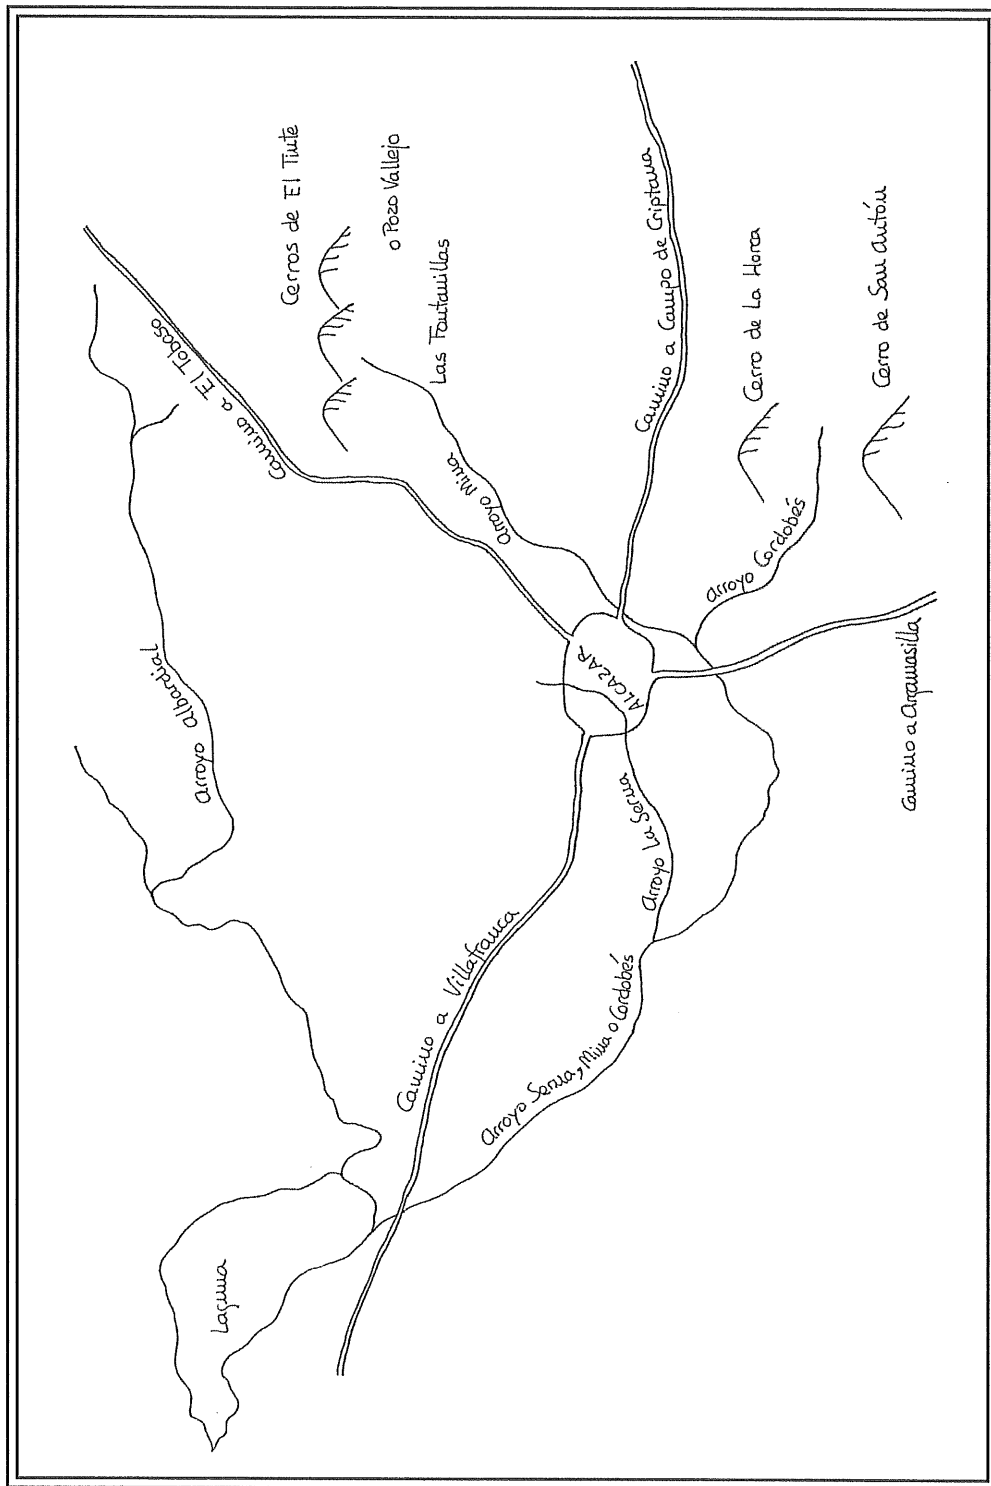 Camino a El Toboso
Cerros de El Tinte
o Pozo Vallejo
Las Fontanillas
Arroyo Mina
Camino a Campo de Criptana
Cerro de La Horca
Cerro de San Antón
Arroyo Cordobés
Camino a Argamasilla
ALCAZAR
Arroyo Albardial
Arroyo La Serna
Camino a Villafranca
Arroyo Serna, Mina o Cordobés
Laguna